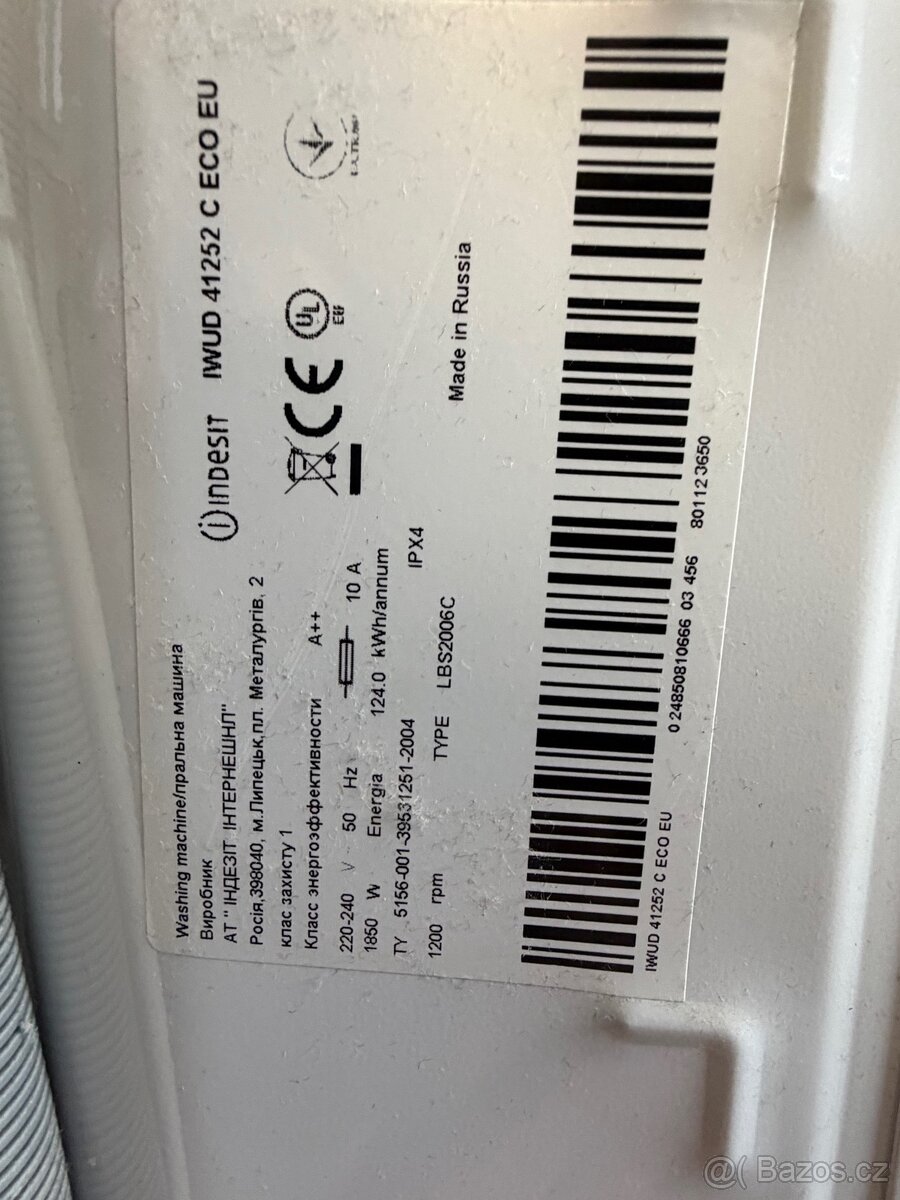 Washing machine/пральна машина
Виробник
АТ " ІНДЕЗІТ ІНТЕРНЕШНЛ"
Росія,398040, м.Липецьк,пл. Металургів, 2
клас захисту 1
Класс энергоэффективности A++
220-240 V 50 Hz 10 A
1850 W Energia 124.0 kWh/annum
ТУ 5156-001-39531251-2004 IPX4
1200 rpm TYPE LBS2006C
indesit IWUD 41252 C ECO EU
CE UL EU
Made in Russia
IWUD 41252 C ECO EU 0 24850810666 03 456 801123650
@( Bazos.cz